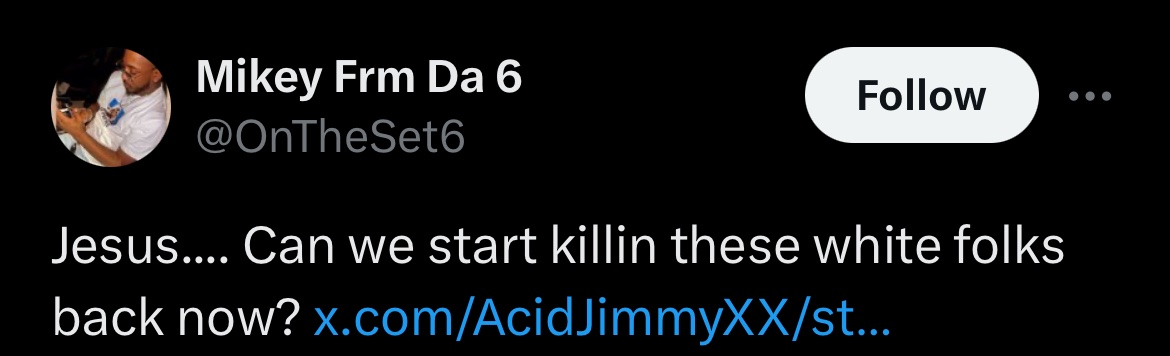 Mikey Frm Da 6
@OnTheSet6
Follow
Jesus.... Can we start killin these white folks
back now? x.com/AcidJimmyXX/st...